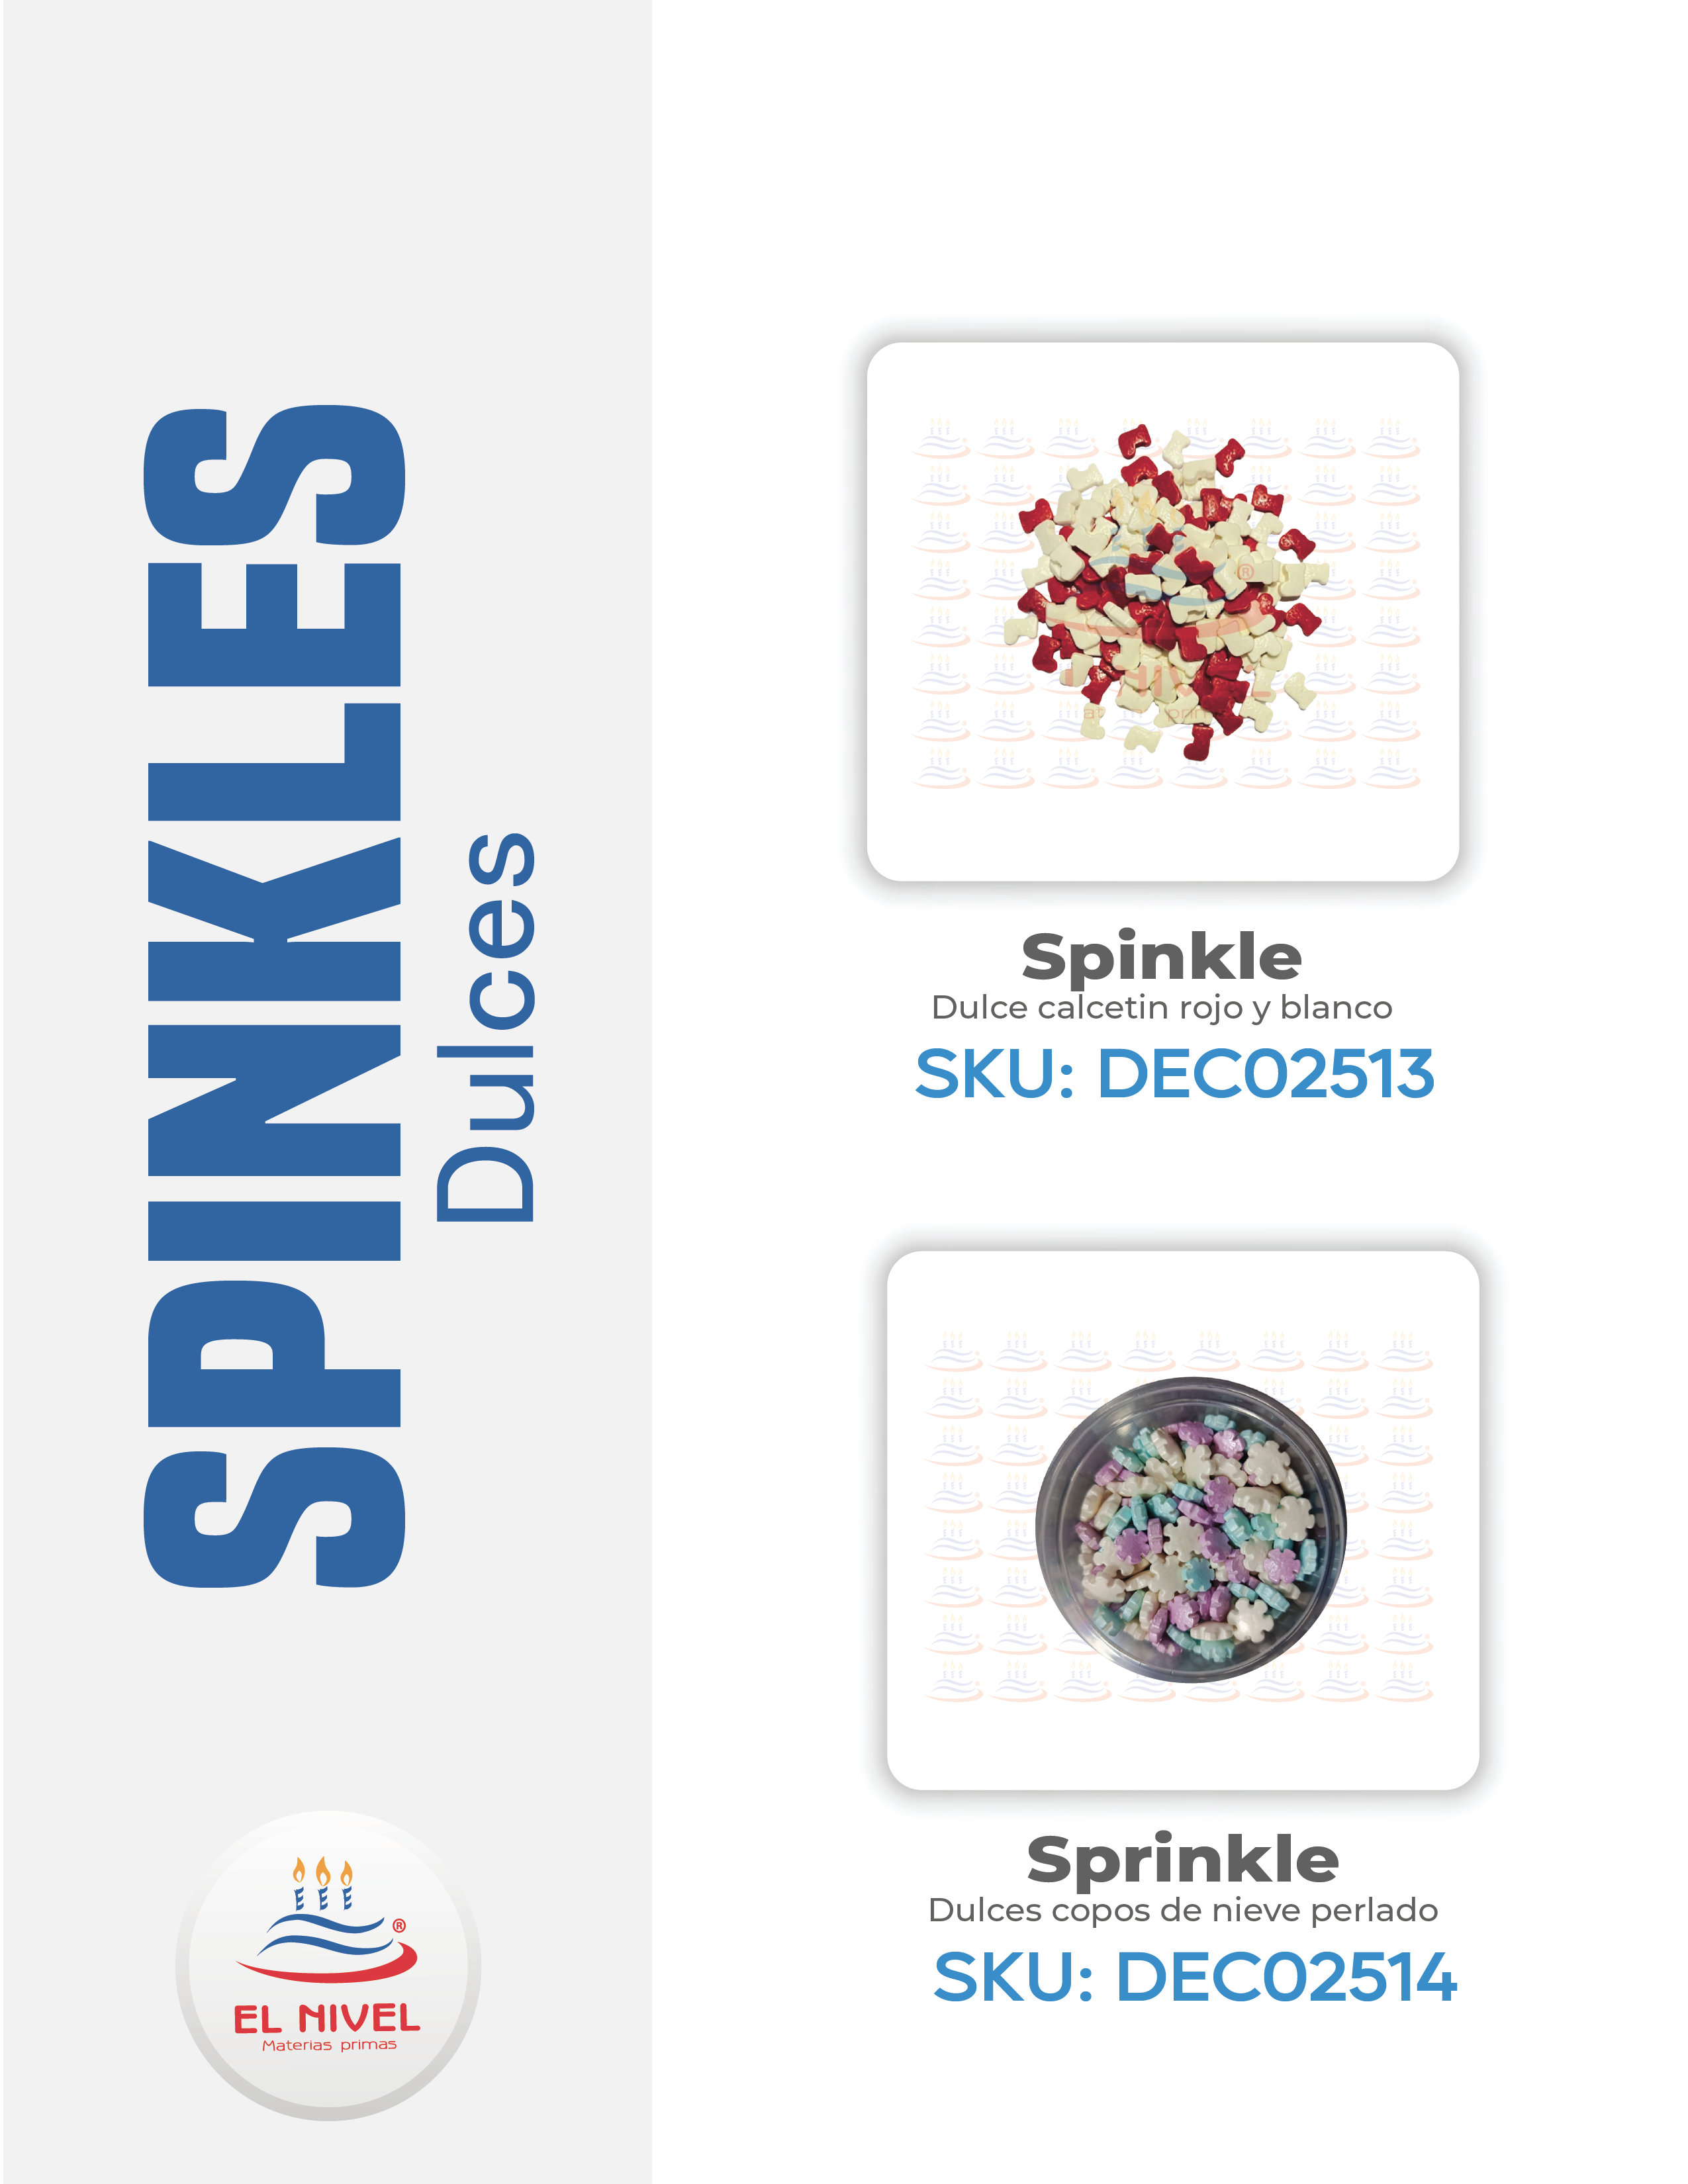 SPINKLES
Dulces
Spinkle
Dulce calcetin rojo y blanco
SKU: DEC02513
Sprinkle
Dulces copos de nieve perlado
SKU: DEC02514
®
EL NIVEL
Materias primas